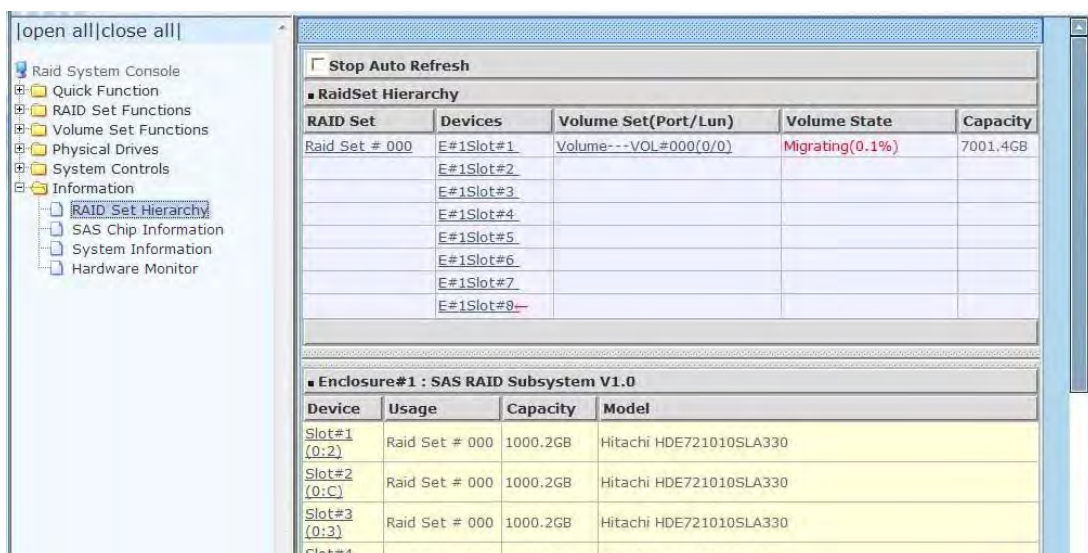 |open all|close all|
Raid System Console
Quick Function
RAID Set Functions
Volume Set Functions
Physical Drives
System Controls
Information
RAID Set Hierarchy
SAS Chip Information
System Information
Hardware Monitor
Stop Auto Refresh
RaidSet Hierarchy
RAID Set Devices Volume Set(Port/Lun) Volume State Capacity
Raid Set # 000 E#1Slot#1 Volume---VOL#000(0/0) Migrating(0.1%) 7001.4GB
E#1Slot#2
E#1Slot#3
E#1Slot#4
E#1Slot#5
E#1Slot#6
E#1Slot#7
E#1Slot#8
Enclosure#1 : SAS RAID Subsystem V1.0
Device Usage Capacity Model
Slot#1 (0:2) Raid Set # 000 1000.2GB Hitachi HDE721010SLA330
Slot#2 (0:C) Raid Set # 000 1000.2GB Hitachi HDE721010SLA330
Slot#3 (0:3) Raid Set # 000 1000.2GB Hitachi HDE721010SLA330